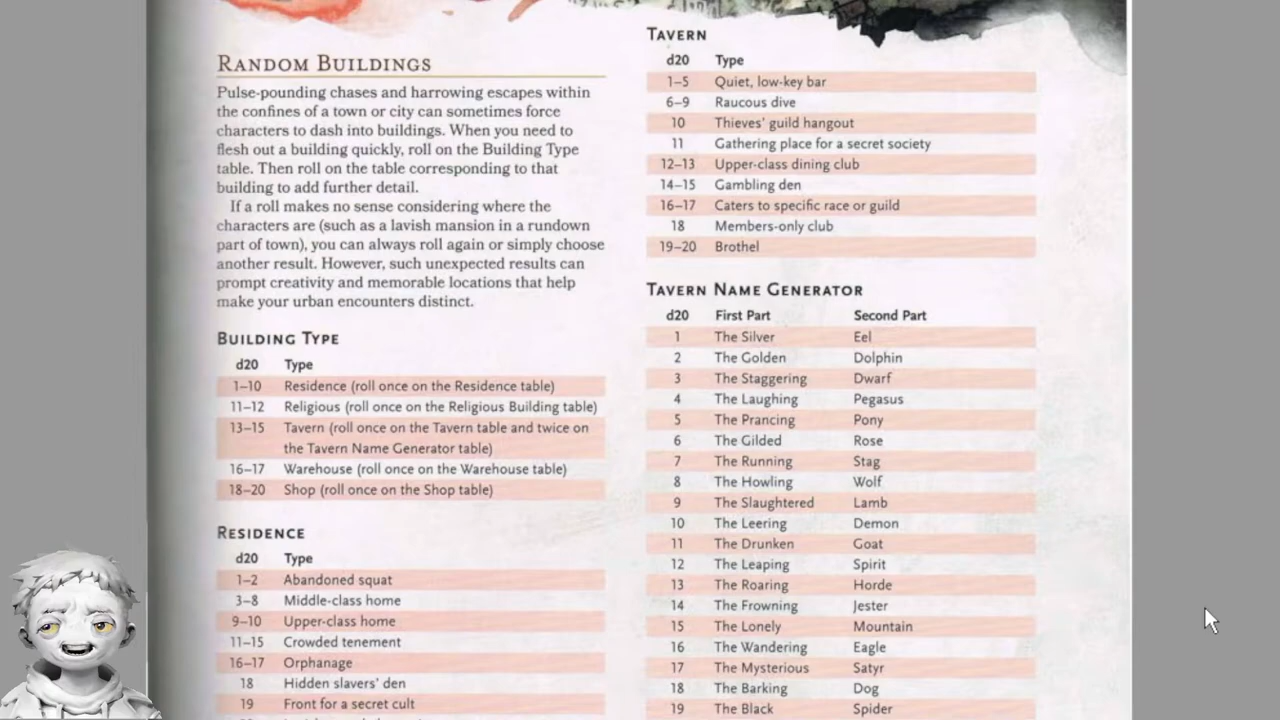 RANDOM BUILDINGS
Pulse-pounding chases and harrowing escapes within
the confines of a town or city can sometimes force
characters to dash into buildings. When you need to
flesh out a building quickly, roll on the Building Type
table. Then roll on the table corresponding to that
building to add further detail.
If a roll makes no sense considering where the
characters are (such as a lavish mansion in a rundown
part of town), you can always roll again or simply choose
another result. However, such unexpected results can
prompt creativity and memorable locations that help
make your urban encounters distinct.
BUILDING TYPE
d20 Type
1–10 Residence (roll once on the Residence table)
11–12 Religious (roll once on the Religious Building table)
13–15 Tavern (roll once on the Tavern table and twice on
the Tavern Name Generator table)
16–17 Warehouse (roll once on the Warehouse table)
18–20 Shop (roll once on the Shop table)
RESIDENCE
d20 Type
1–2 Abandoned squat
3–8 Middle-class home
9–10 Upper-class home
11–15 Crowded tenement
16–17 Orphanage
18 Hidden slavers' den
19 Front for a secret cult
TAVERN
d20 Type
1–5 Quiet, low-key bar
6–9 Raucous dive
10 Thieves' guild hangout
11 Gathering place for a secret society
12–13 Upper-class dining club
14–15 Gambling den
16–17 Caters to specific race or guild
18 Members-only club
19–20 Brothel
TAVERN NAME GENERATOR
d20 First Part Second Part
1 The Silver Eel
2 The Golden Dolphin
3 The Staggering Dwarf
4 The Laughing Pegasus
5 The Prancing Pony
6 The Gilded Rose
7 The Running Stag
8 The Howling Wolf
9 The Slaughtered Lamb
10 The Leering Demon
11 The Drunken Goat
12 The Leaping Spirit
13 The Roaring Horde
14 The Frowning Jester
15 The Lonely Mountain
16 The Wandering Eagle
17 The Mysterious Satyr
18 The Barking Dog
19 The Black Spider